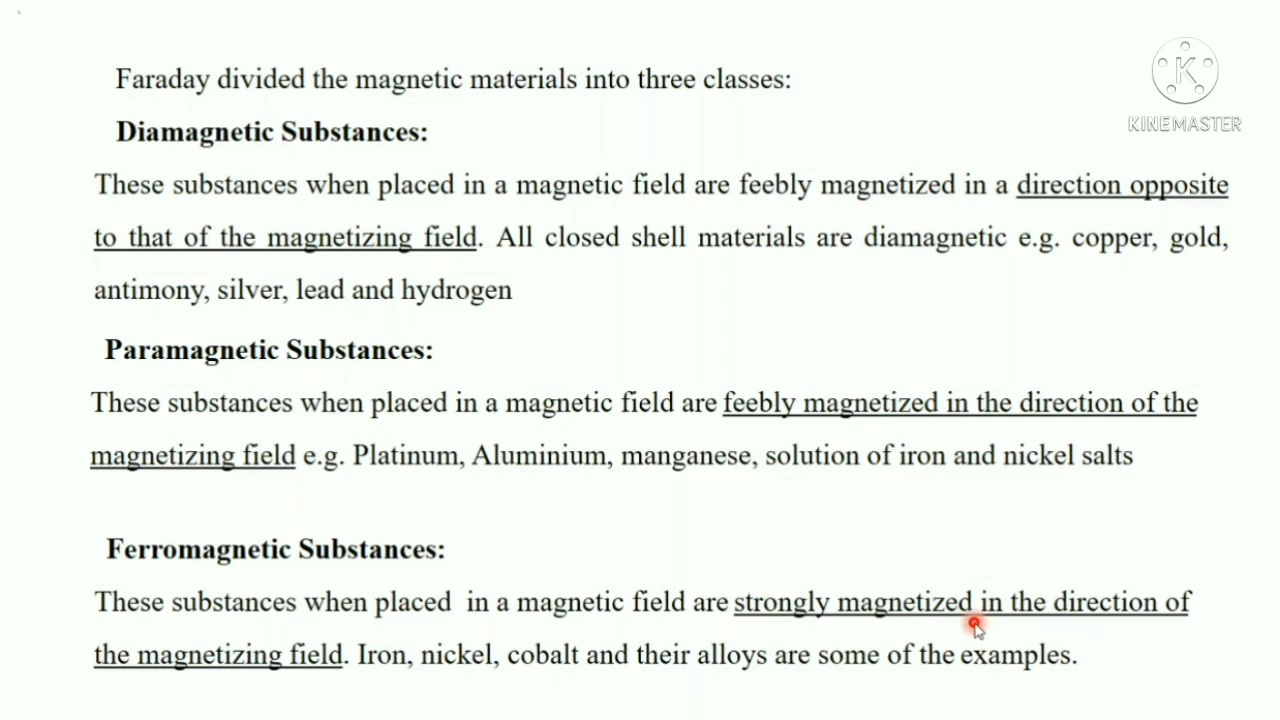 Faraday divided the magnetic materials into three classes:
KINEMASTER
Diamagnetic Substances:
These substances when placed in a magnetic field are feebly magnetized in a direction opposite
to that of the magnetizing field. All closed shell materials are diamagnetic e.g. copper, gold,
antimony, silver, lead and hydrogen
Paramagnetic Substances:
These substances when placed in a magnetic field are feebly magnetized in the direction of the
magnetizing field e.g. Platinum, Aluminium, manganese, solution of iron and nickel salts
Ferromagnetic Substances:
These substances when placed in a magnetic field are strongly magnetized in the direction of
the magnetizing field. Iron, nickel, cobalt and their alloys are some of the examples.